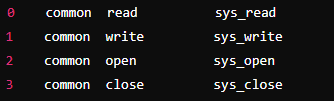 0 common read sys_read
1 common write sys_write
2 common open sys_open
3 common close sys_close